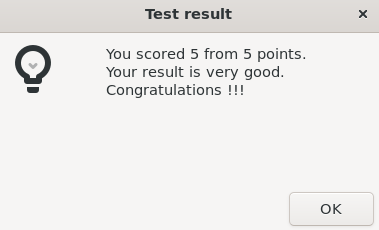 Test result
You scored 5 from 5 points.
Your result is very good.
Congratulations !!!
OK